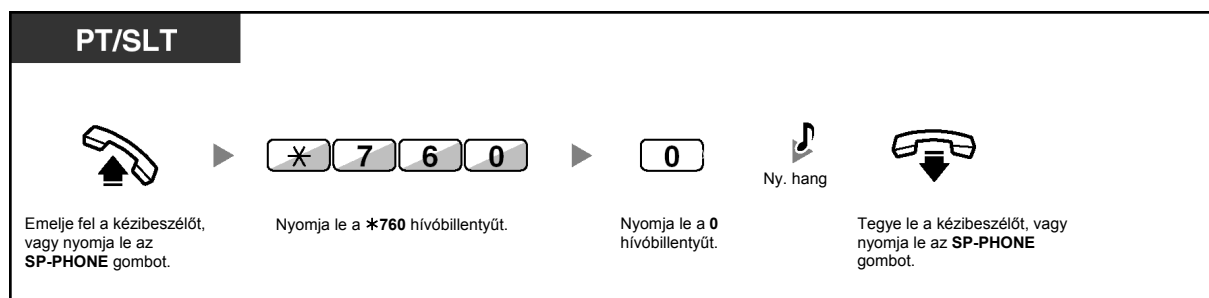 PT/SLT
* 7 6 0
0
Ny. hang
Emelje fel a kézibeszélőt,
vagy nyomja le az
SP-PHONE gombot.
Nyomja le a *760 hívóbillentyűt.
Nyomja le a 0
hívóbillentyűt.
Tegye le a kézibeszélőt, vagy
nyomja le az SP-PHONE
gombot.